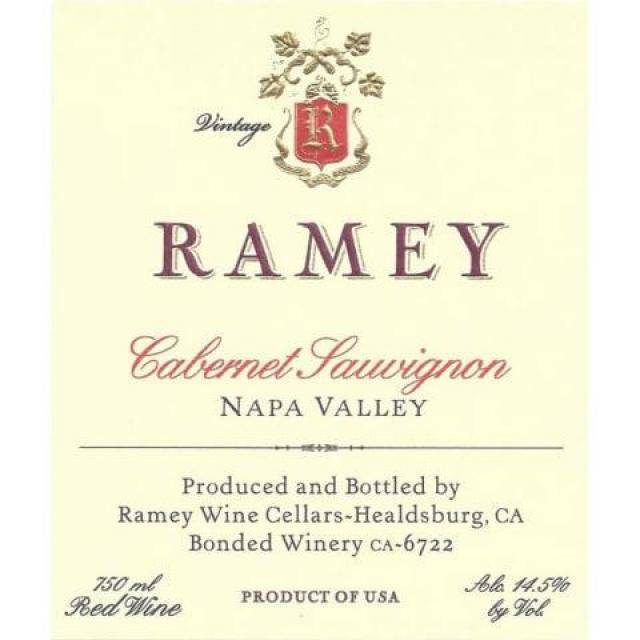 Vintage
R
RAMEY
Cabernet Sauvignon
NAPA VALLEY
Produced and Bottled by
Ramey Wine Cellars-Healdsburg, CA
Bonded Winery CA-6722
750 ml
Red Wine
PRODUCT OF USA
Alc. 14.5%
by Vol.